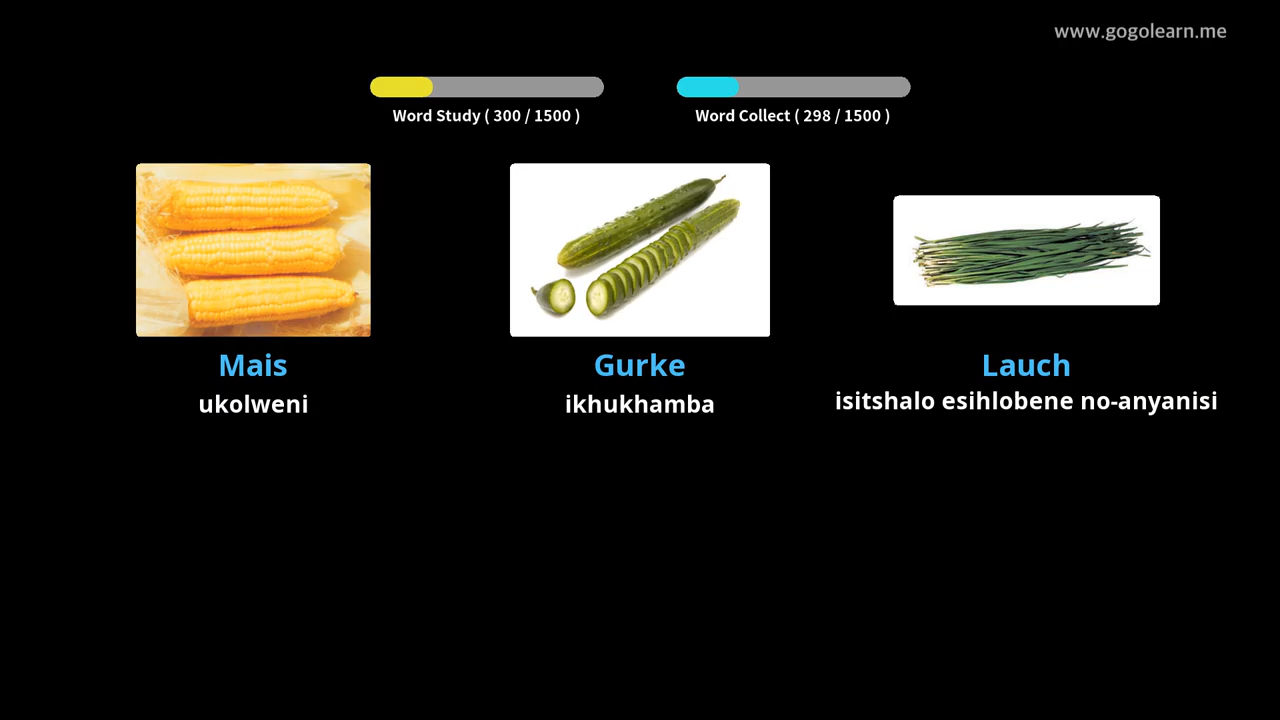 www.gogolearn.me
Word Study ( 300 / 1500 )
Word Collect ( 298 / 1500 )
Mais
ukolweni
Gurke
ikhukhamba
Lauch
isitshalo esihlobene no-anyanisi